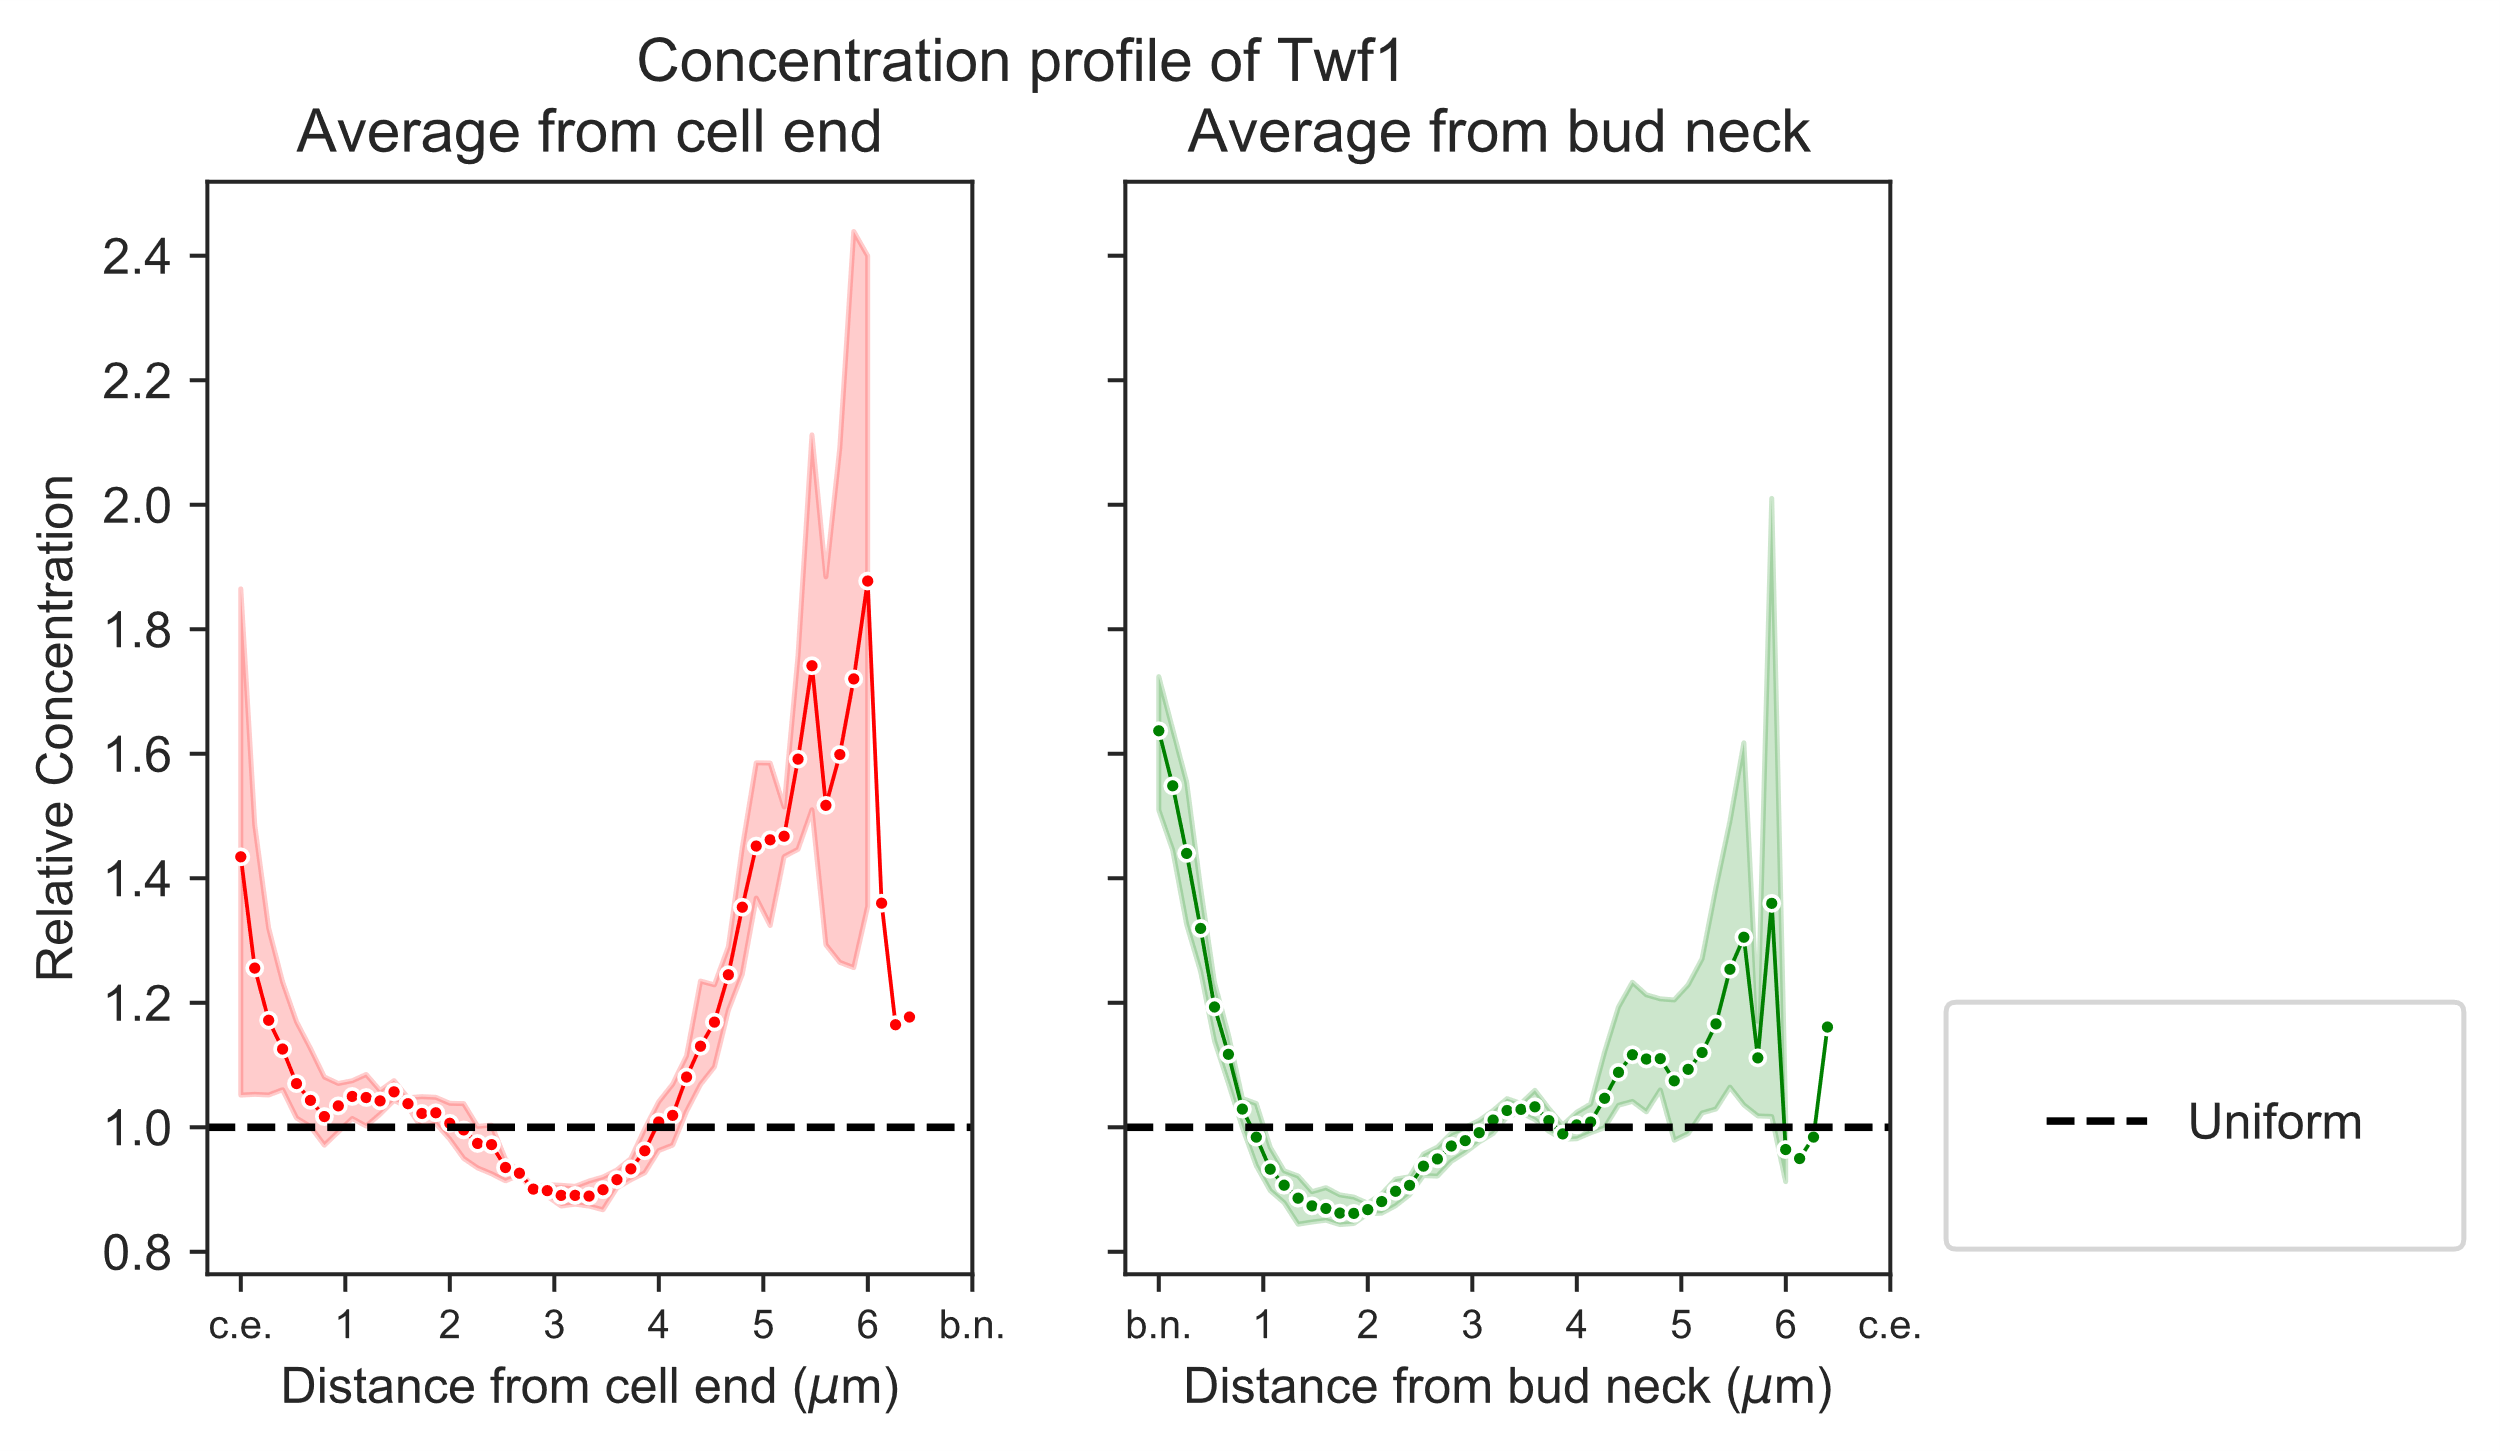 Concentration profile of Twf1
Average from cell end
Average from bud neck
Relative Concentration
2.4
2.2
2.0
1.8
1.6
1.4
1.2
1.0
0.8
c.e. 1 2 3 4 5 6 b.n.
Distance from cell end (μm)
b.n. 1 2 3 4 5 6 c.e.
Distance from bud neck (μm)
Uniform